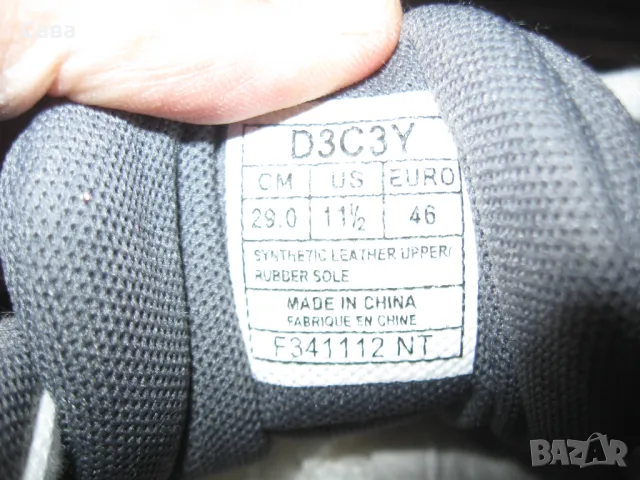 D3C3Y
CM US EURO
29.0 11½ 46
SYNTHETIC LEATHER UPPER/
RUBBER SOLE
MADE IN CHINA
FABRIQUE EN CHINE
F341112 NT
BAZAR